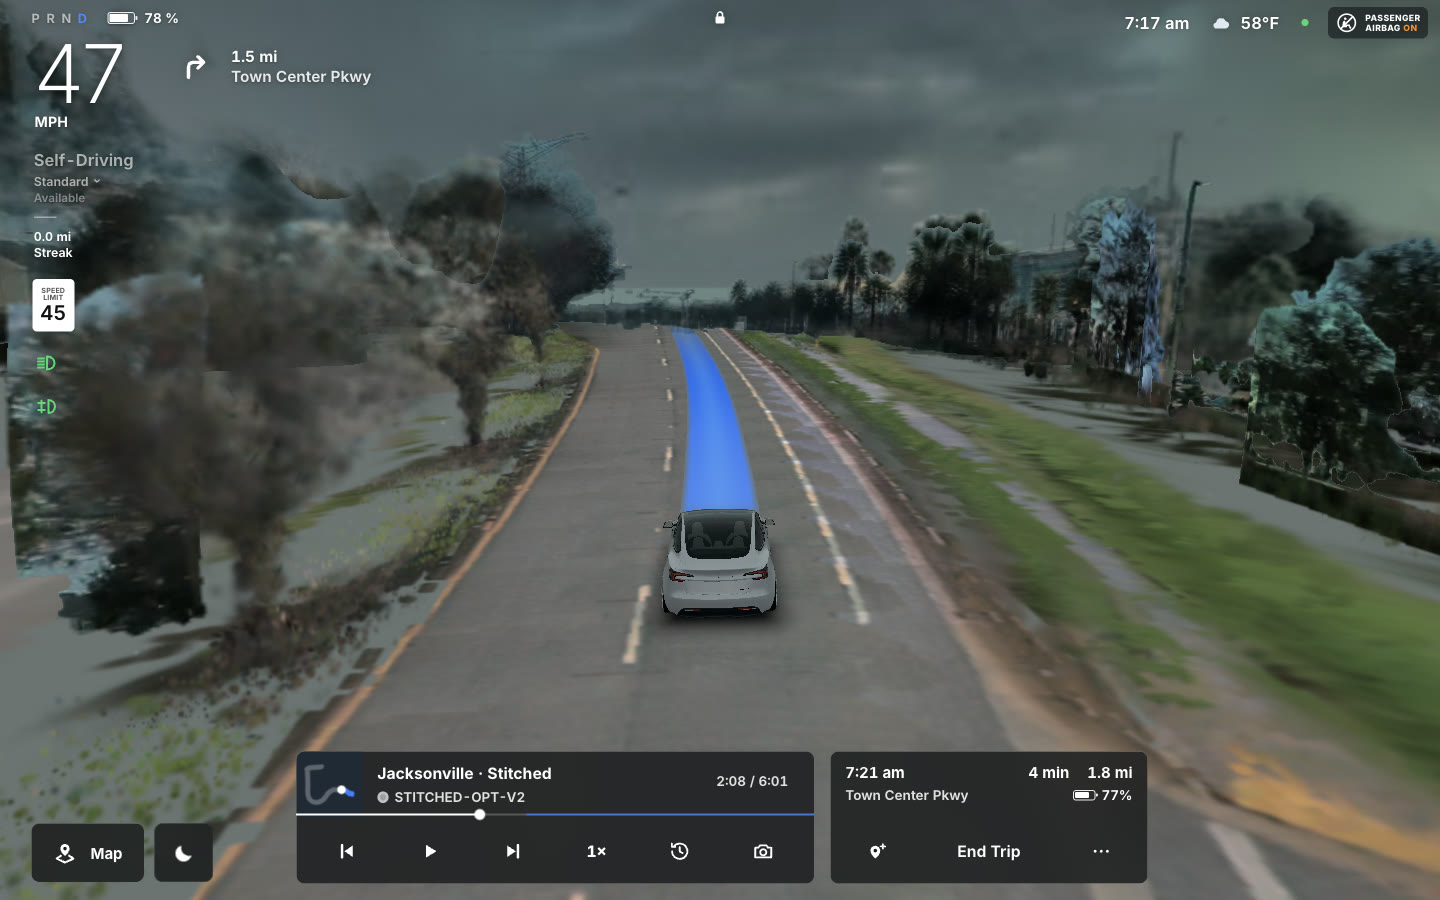 P R N D
78 %
7:17 am
58°F
PASSENGER
AIRBAG ON
47
MPH
1.5 mi
Town Center Pkwy
Self-Driving
Standard
Available
0.0 mi
Streak
SPEED
LIMIT
45
Jacksonville · Stitched
STITCHED-OPT-V2
2:08 / 6:01
1×
7:21 am
4 min
1.8 mi
Town Center Pkwy
77%
End Trip
Map